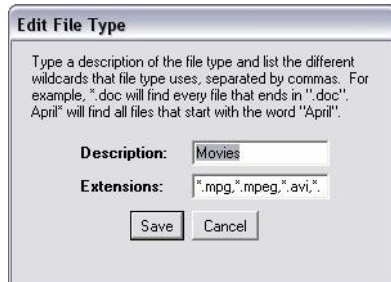 Edit File Type
Type a description of the file type and list the different
wildcards that file type uses, separated by commas. For
example, *.doc will find every file that ends in ".doc".
April* will find all files that start with the word "April".
Description: Movies
Extensions: *.mpg,*.mpeg,*.avi,*.
Save Cancel